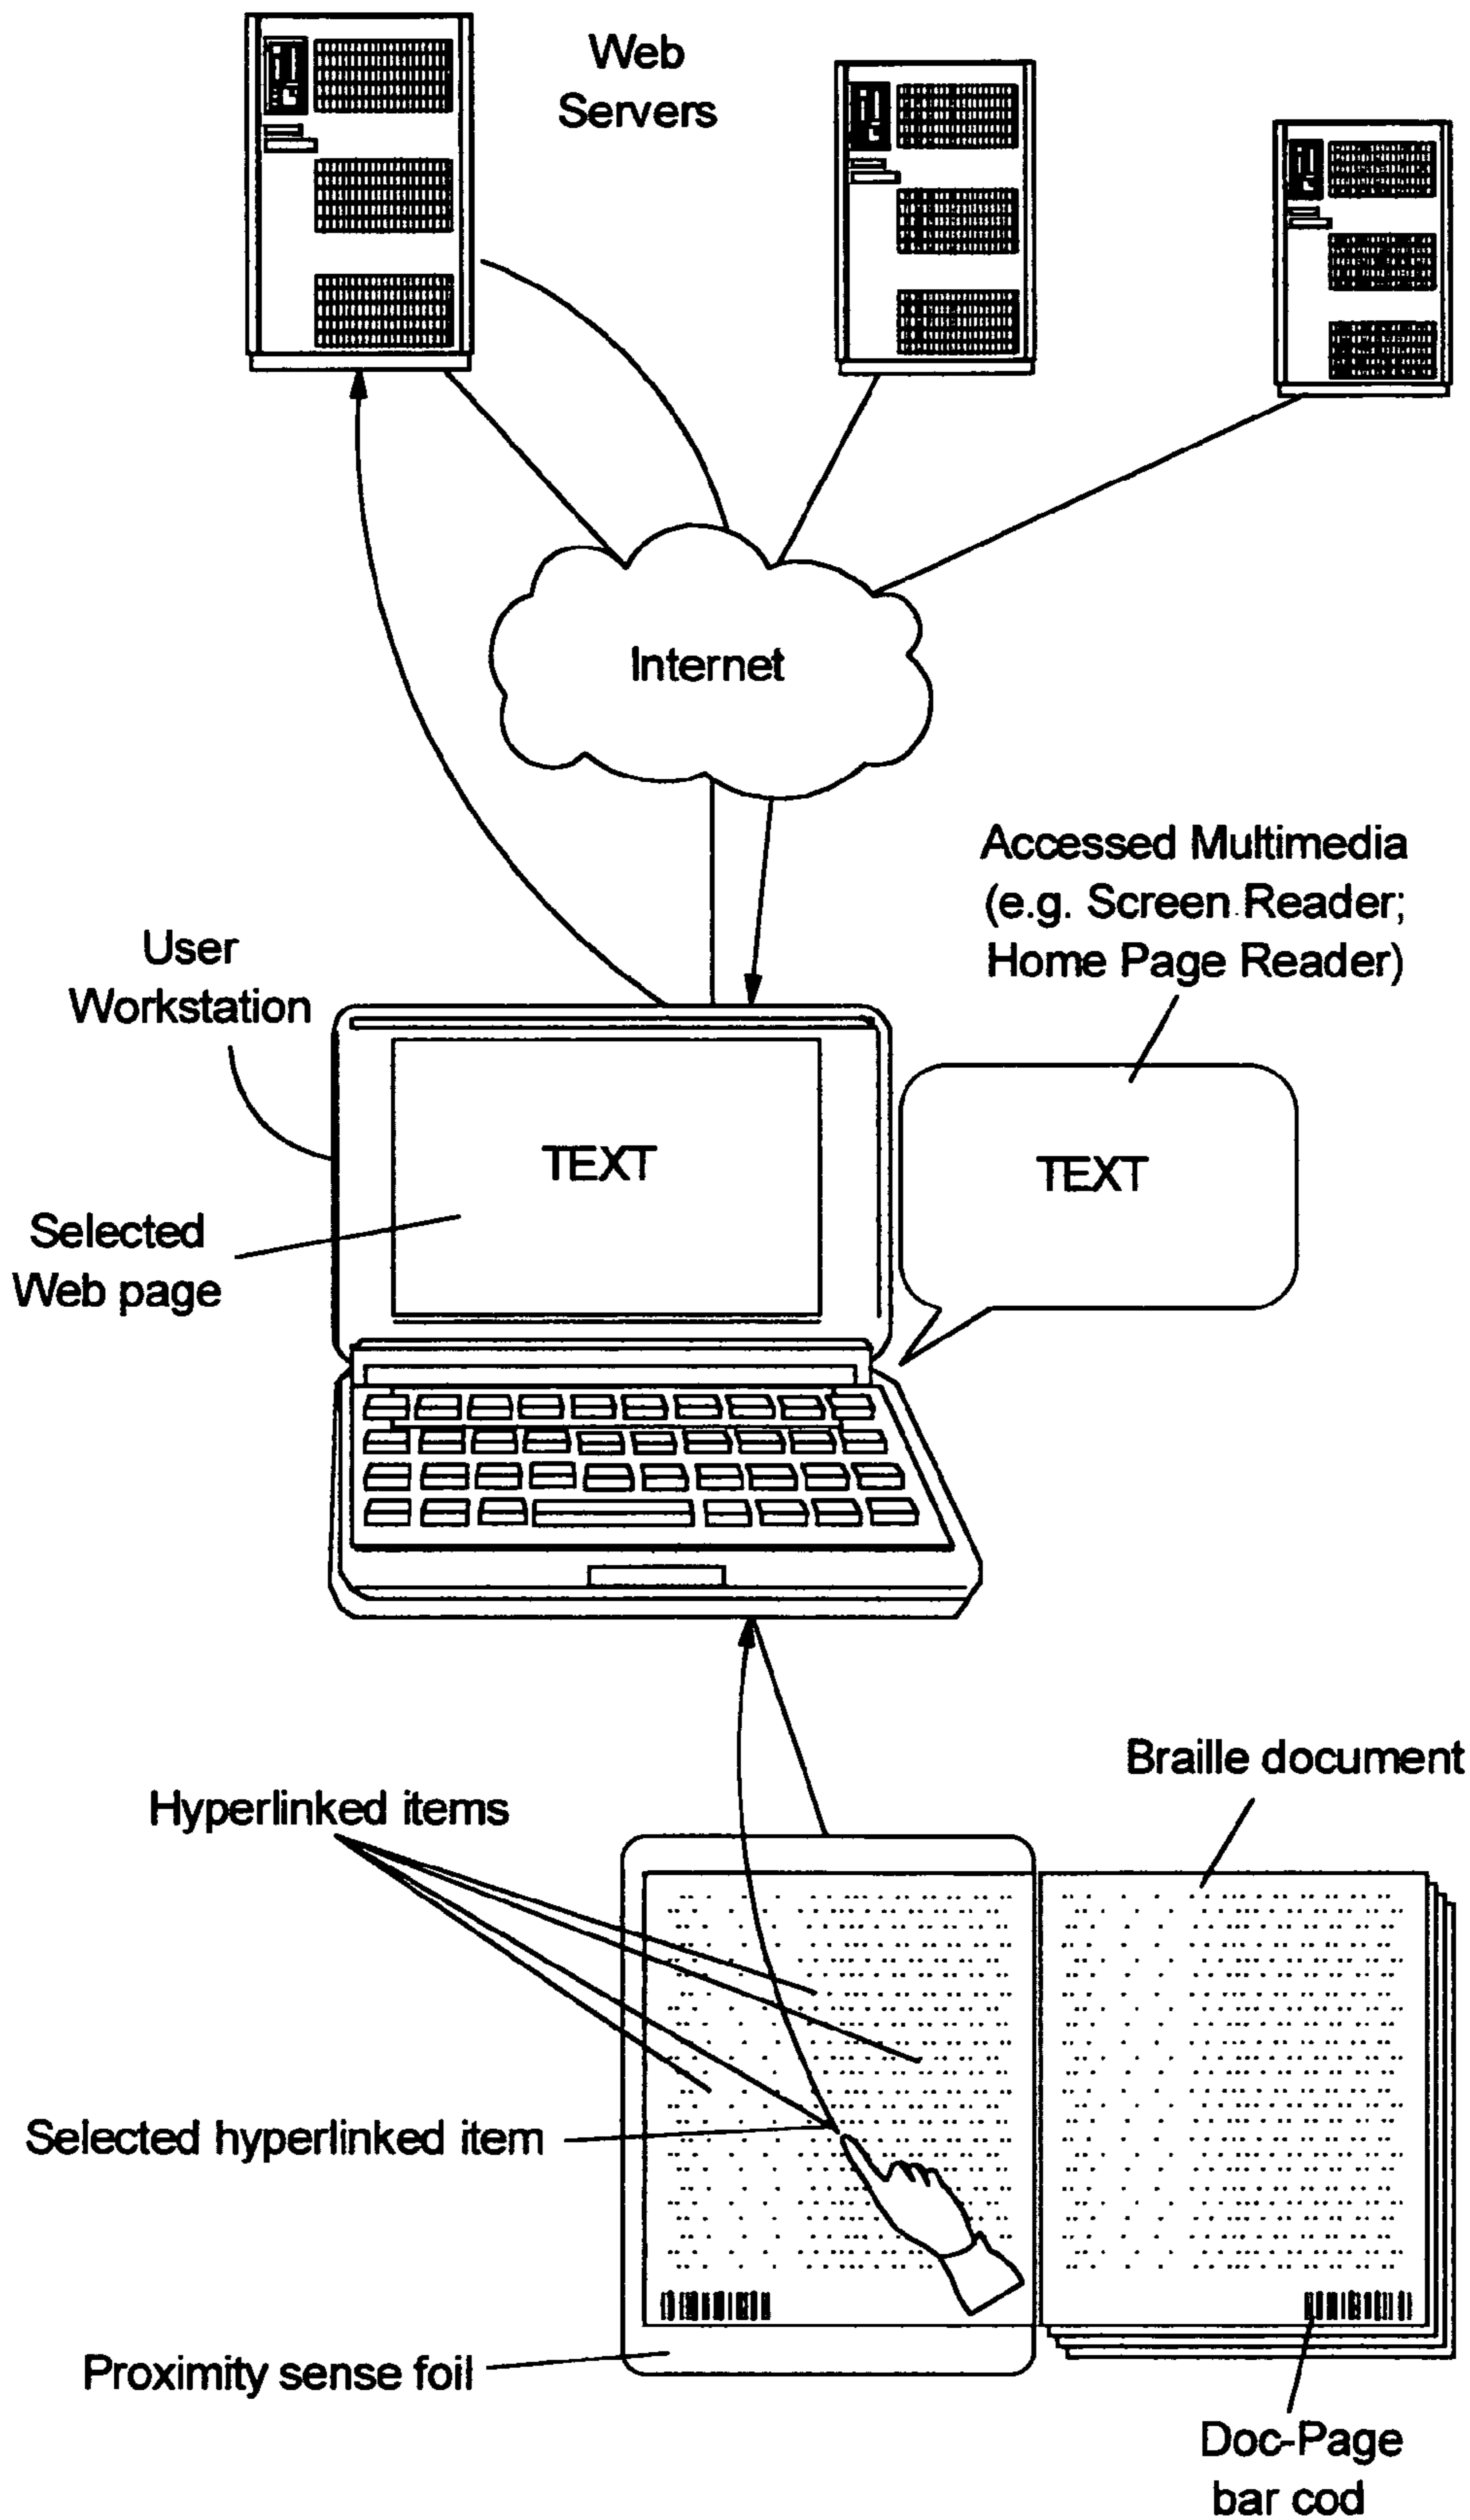 Web
Servers
Internet
Accessed Multimedia
(e.g. Screen Reader;
Home Page Reader)
User
Workstation
TEXT
TEXT
Selected
Web page
Braille document
Hyperlinked items
Selected hyperlinked item
Proximity sense foil
Doc-Page
bar cod